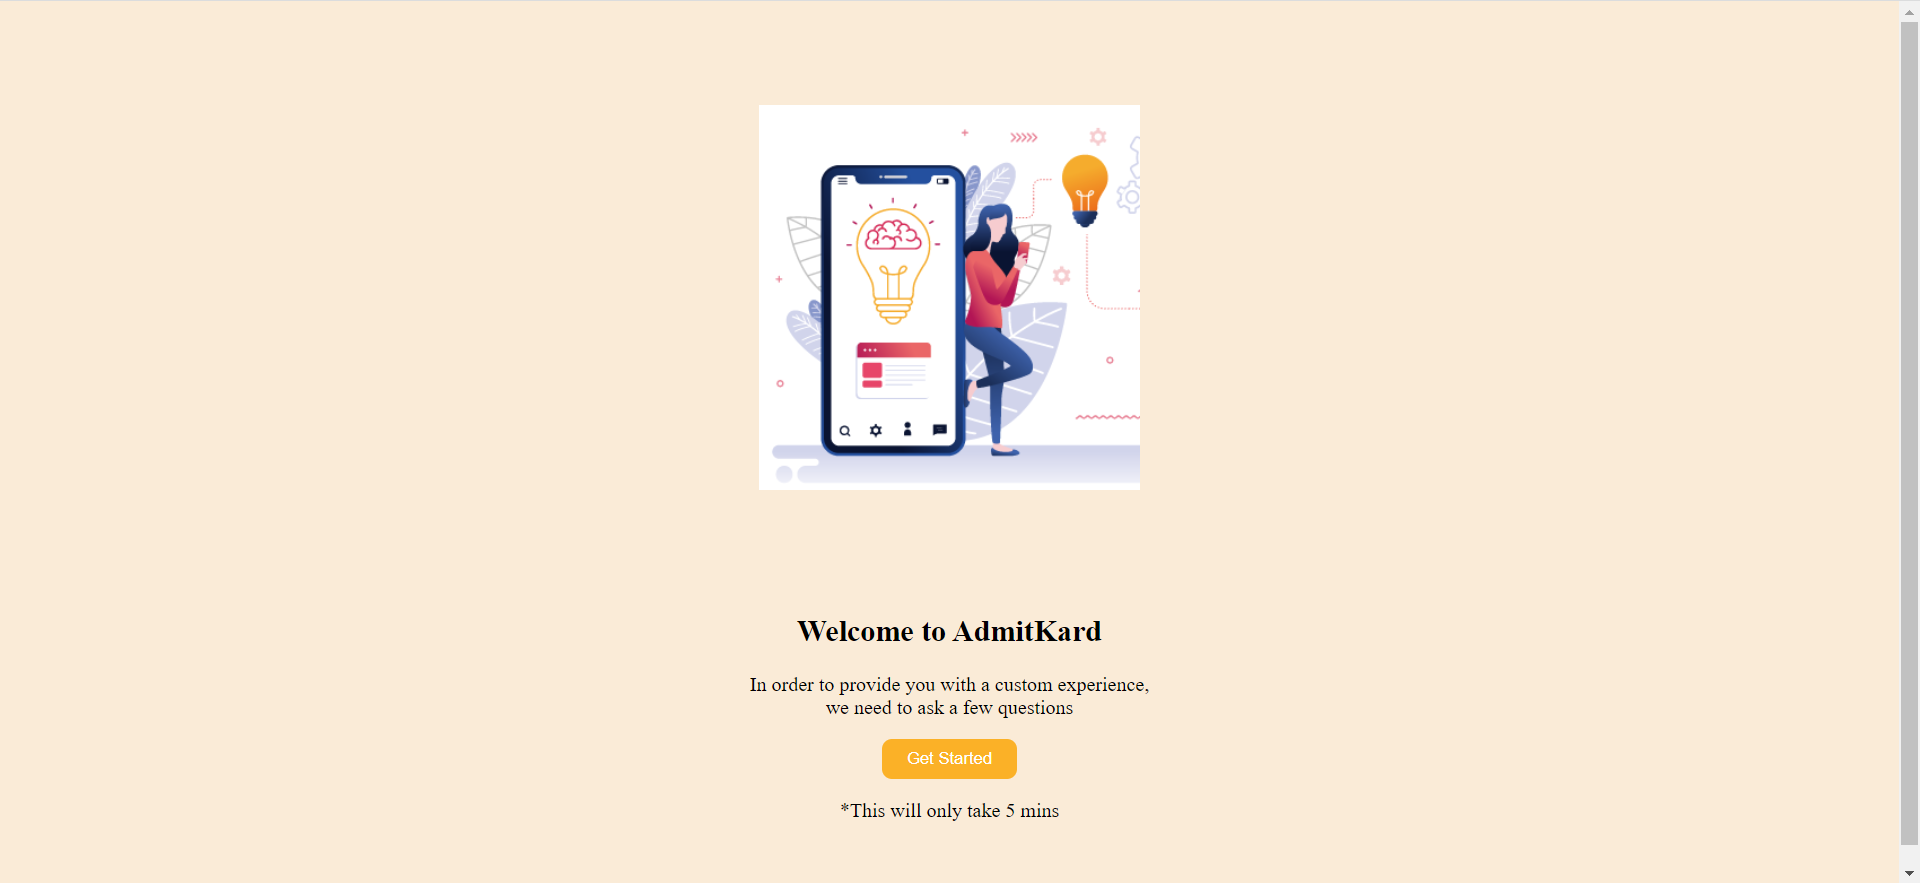 Welcome to AdmitKard
In order to provide you with a custom experience,
we need to ask a few questions
Get Started
*This will only take 5 mins